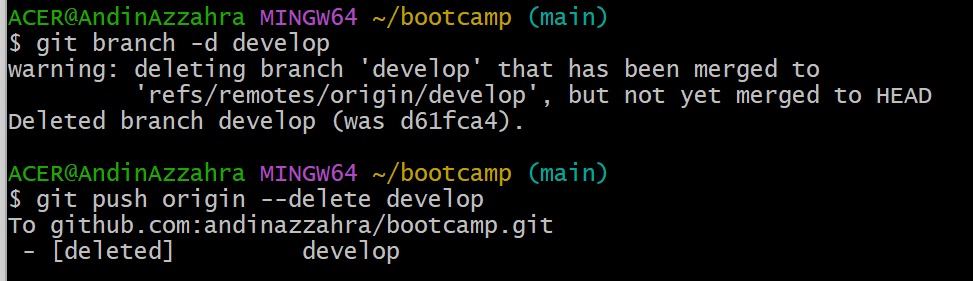 ACER@AndinAzzahra MINGW64 ~/bootcamp (main)
$ git branch -d develop
warning: deleting branch 'develop' that has been merged to
         'refs/remotes/origin/develop', but not yet merged to HEAD
Deleted branch develop (was d61fca4).
ACER@AndinAzzahra MINGW64 ~/bootcamp (main)
$ git push origin --delete develop
To github.com:andinazzahra/bootcamp.git
 - [deleted]         develop